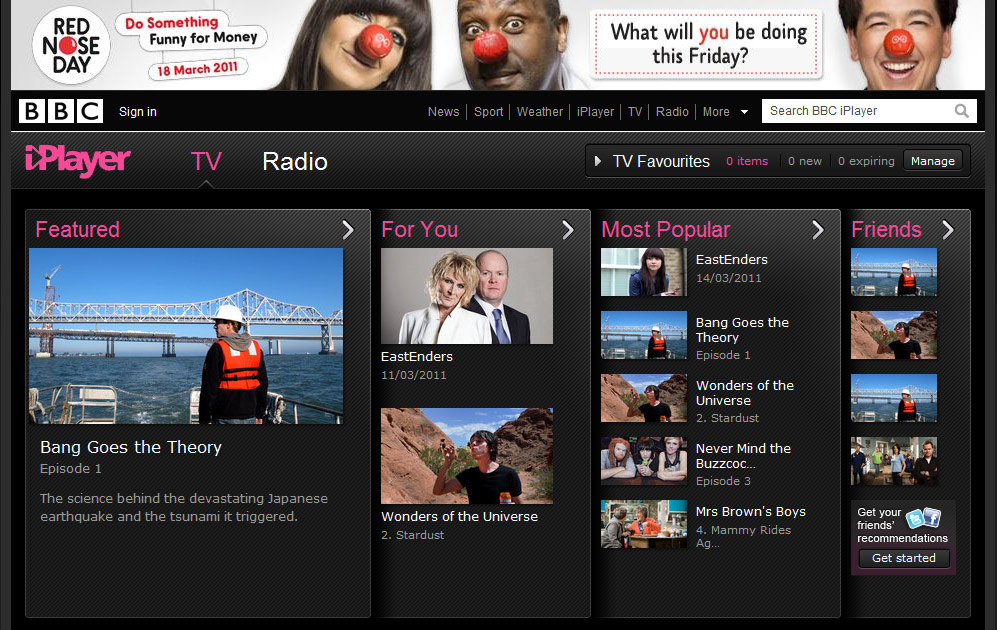 RED
NOSE
DAY
Do Something
Funny for Money
18 March 2011
What will you be doing
this Friday?
BBC
Sign in
News
Sport
Weather
iPlayer
TV
Radio
More
Search BBC iPlayer
iPlayer
TV
Radio
TV Favourites
0 items
0 new
0 expiring
Manage
Featured
Bang Goes the Theory
Episode 1
The science behind the devastating Japanese
earthquake and the tsunami it triggered.
For You
EastEnders
11/03/2011
Wonders of the Universe
2. Stardust
Most Popular
EastEnders
14/03/2011
Bang Goes the
Theory
Episode 1
Wonders of the
Universe
2. Stardust
Never Mind the
Buzzcoc...
Episode 3
Mrs Brown's Boys
4. Mammy Rides
Ag...
Friends
Get your
friends'
recommendations
Get started